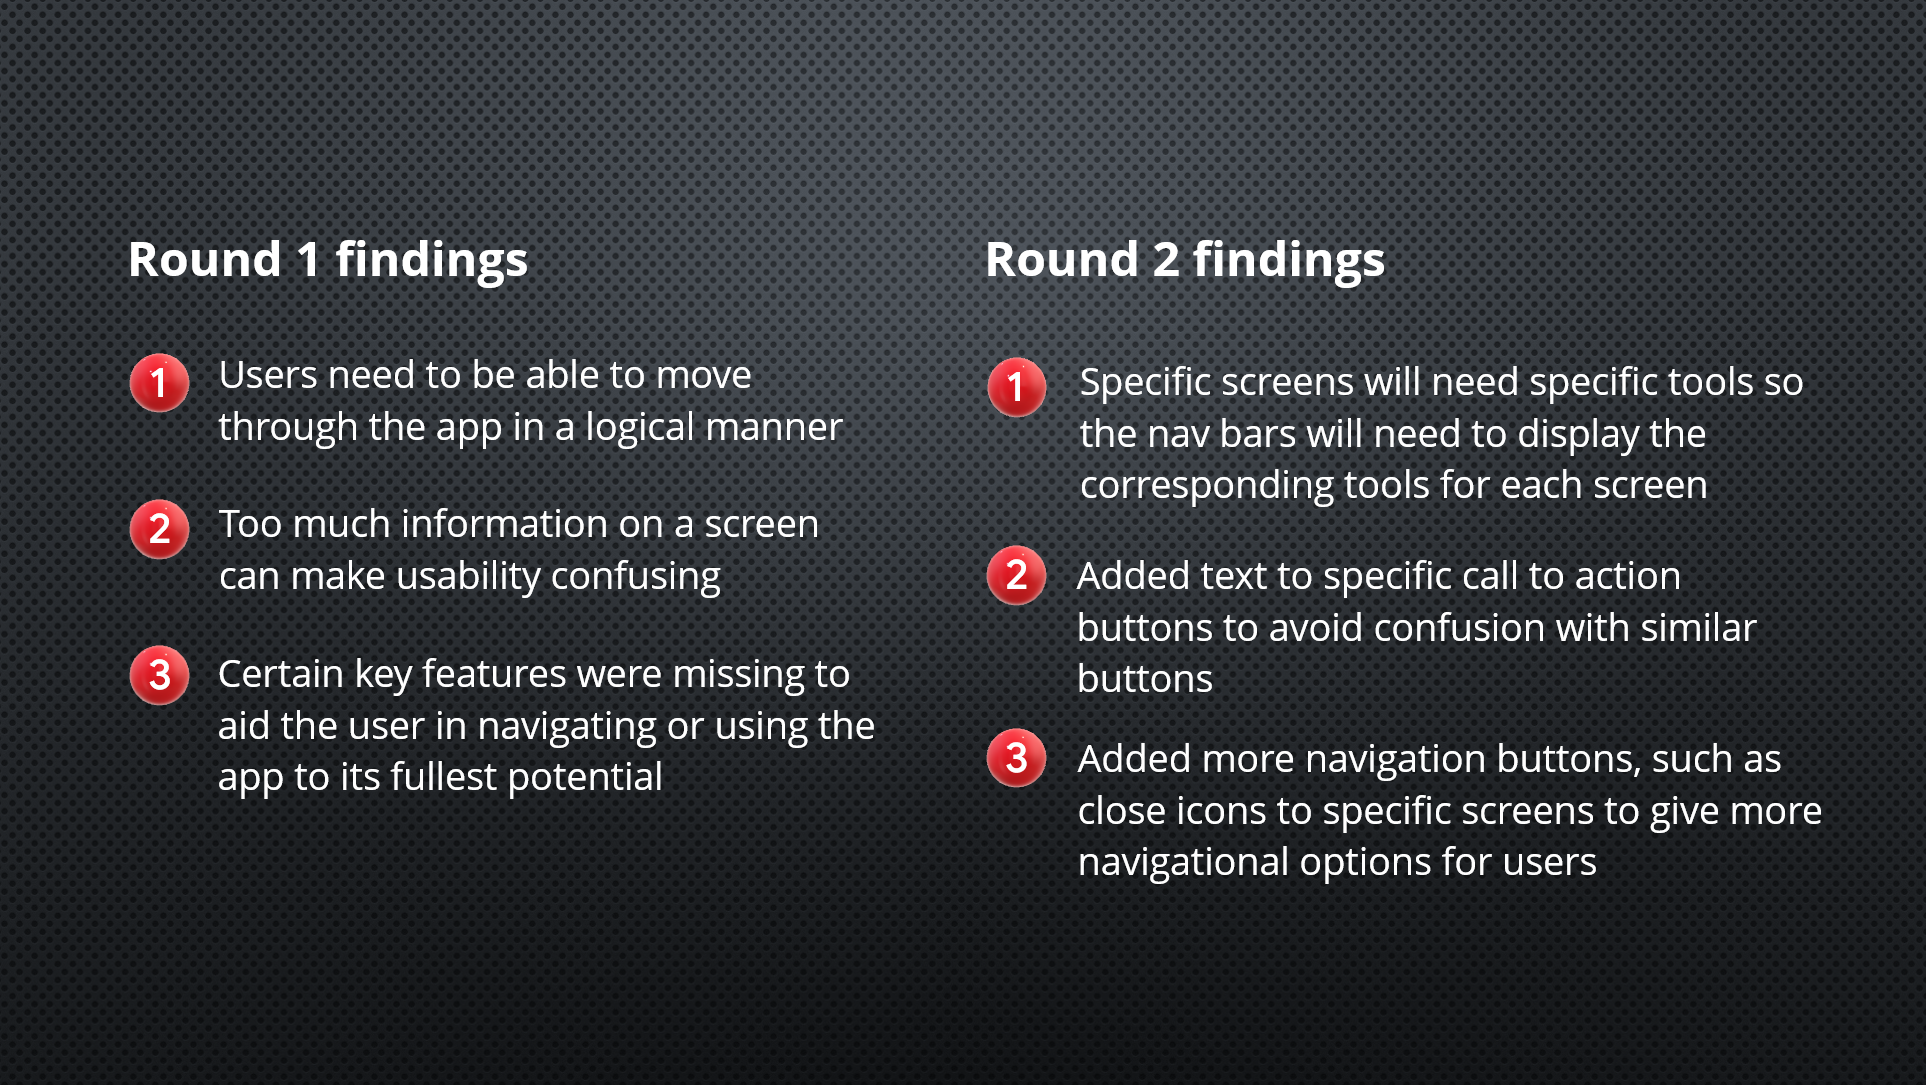 Round 1 findings
1
Users need to be able to move
through the app in a logical manner
2
Too much information on a screen
can make usability confusing
3
Certain key features were missing to
aid the user in navigating or using the
app to its fullest potential
Round 2 findings
1
Specific screens will need specific tools so
the nav bars will need to display the
corresponding tools for each screen
2
Added text to specific call to action
buttons to avoid confusion with similar
buttons
3
Added more navigation buttons, such as
close icons to specific screens to give more
navigational options for users